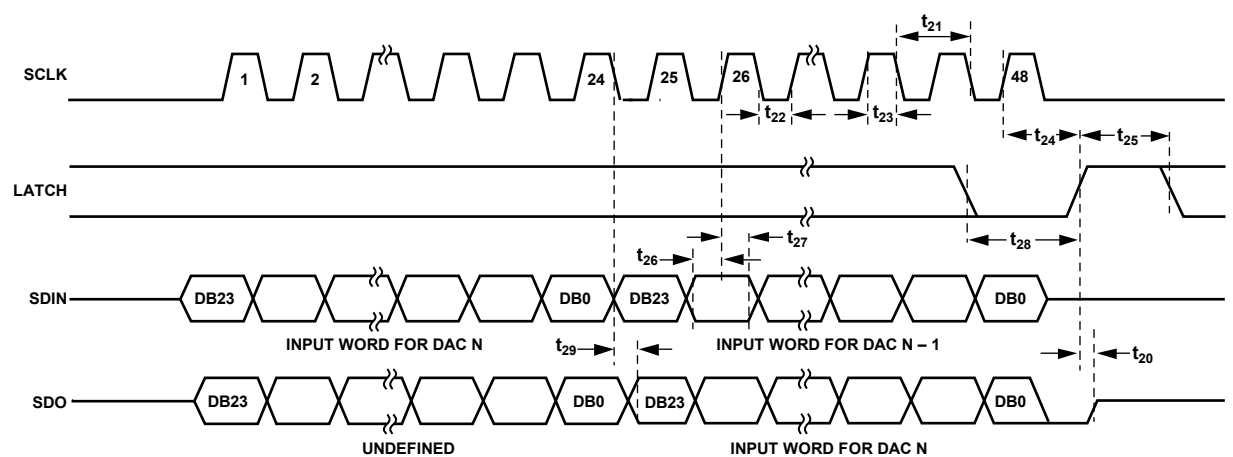 t21
SCLK
1
2
24
25
26
48
t22
t23
t24
t25
LATCH
t28
t27
t26
SDIN
DB23
DB0
DB23
DB0
INPUT WORD FOR DAC N
INPUT WORD FOR DAC N – 1
t29
t20
SDO
DB23
DB0
DB23
DB0
UNDEFINED
INPUT WORD FOR DAC N